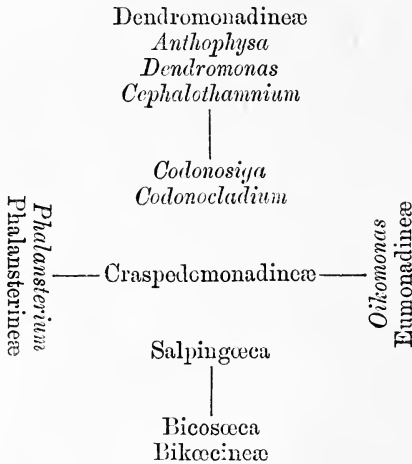 Dendromonadineæ
Anthophysa
Dendromonas
Cephalothamnium
Codonosiga
Codonocladium
Phalansterium
Phalansterineæ
Craspedomonadineæ
Oikomonas
Eumonadineæ
Salpingœca
Bicosœca
Bikœcineæ